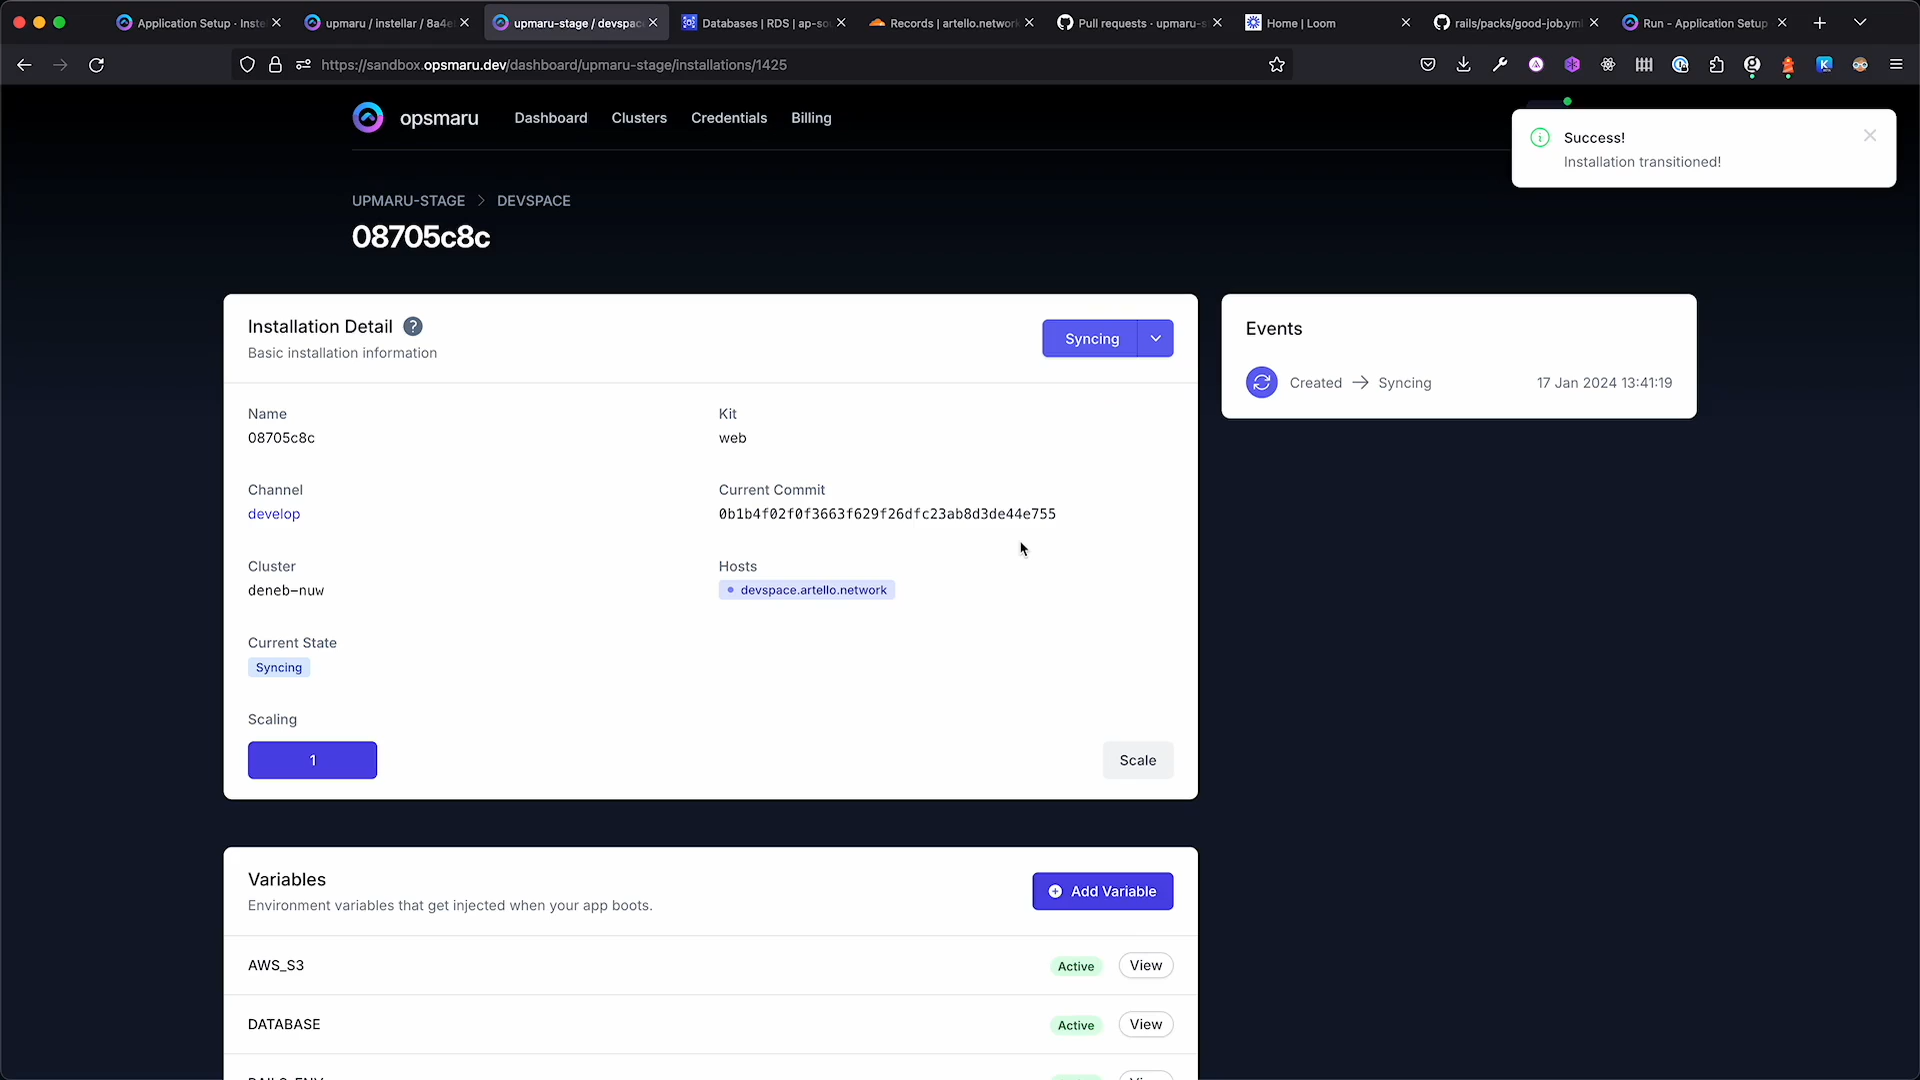 Application Setup · Inste
upmaru / instellar / 8a4e
upmaru-stage / devspac
Databases | RDS | ap-so
Records | artello.network
Pull requests · upmaru-s
Home | Loom
rails/packs/good-job.yml
Run - Application Setup
https://sandbox.opsmaru.dev/dashboard/upmaru-stage/installations/1425
opsmaru
Dashboard
Clusters
Credentials
Billing
Success!
Installation transitioned!
UPMARU-STAGE
DEVSPACE
08705c8c
Installation Detail ?
Basic installation information
Syncing
Name
08705c8c
Kit
web
Channel
develop
Current Commit
0b1b4f02f0f3663f629f26dfc23ab8d3de44e755
Cluster
deneb-nuw
Hosts
devspace.artello.network
Current State
Syncing
Scaling
1
Scale
Events
Created → Syncing
17 Jan 2024 13:41:19
Variables
Environment variables that get injected when your app boots.
Add Variable
AWS_S3
Active
View
DATABASE
Active
View